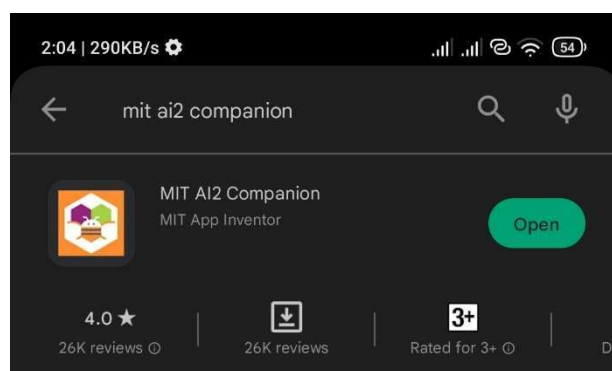 2:04 | 290KB/s
54
mit ai2 companion
MIT AI2 Companion
MIT App Inventor
Open
4.0 ★
26K reviews
26K reviews
3+
Rated for 3+
D